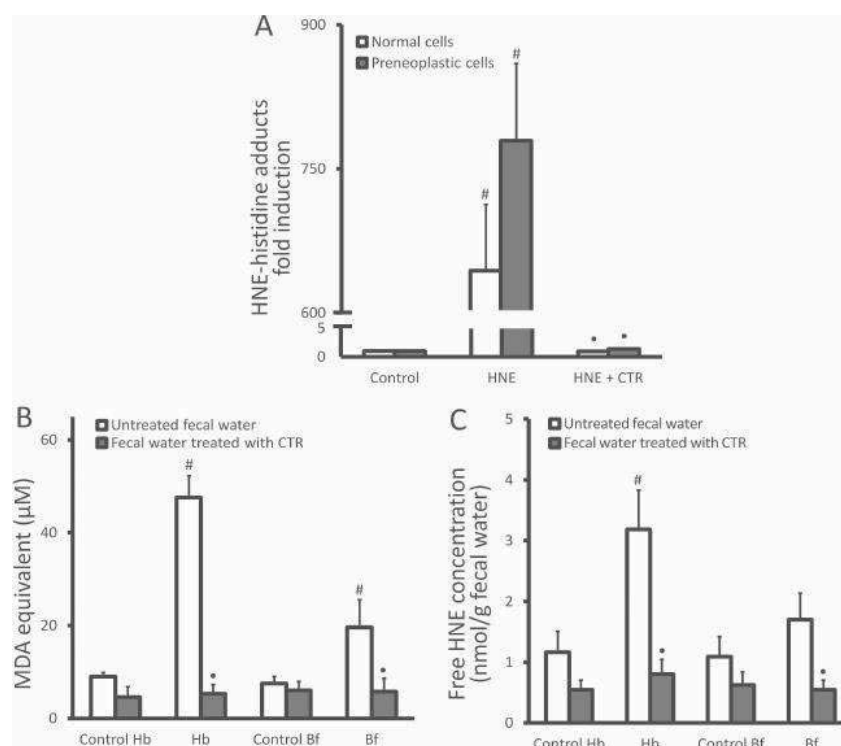 A
900
Normal cells
Preneoplastic cells
#
#
HNE-histidine adducts
fold induction
750
600
5
0
•
•
Control
HNE
HNE + CTR
B
Untreated fecal water
Fecal water treated with CTR
60
#
MDA equivalent (µM)
40
20
0
•
#
•
Control Hb
Hb
Control Bf
Bf
C
Untreated fecal water
Fecal water treated with CTR
5
#
Free HNE concentration
(nmol/g fecal water)
4
3
2
1
0
•
•
Control Hb
Hb
Control Bf
Bf